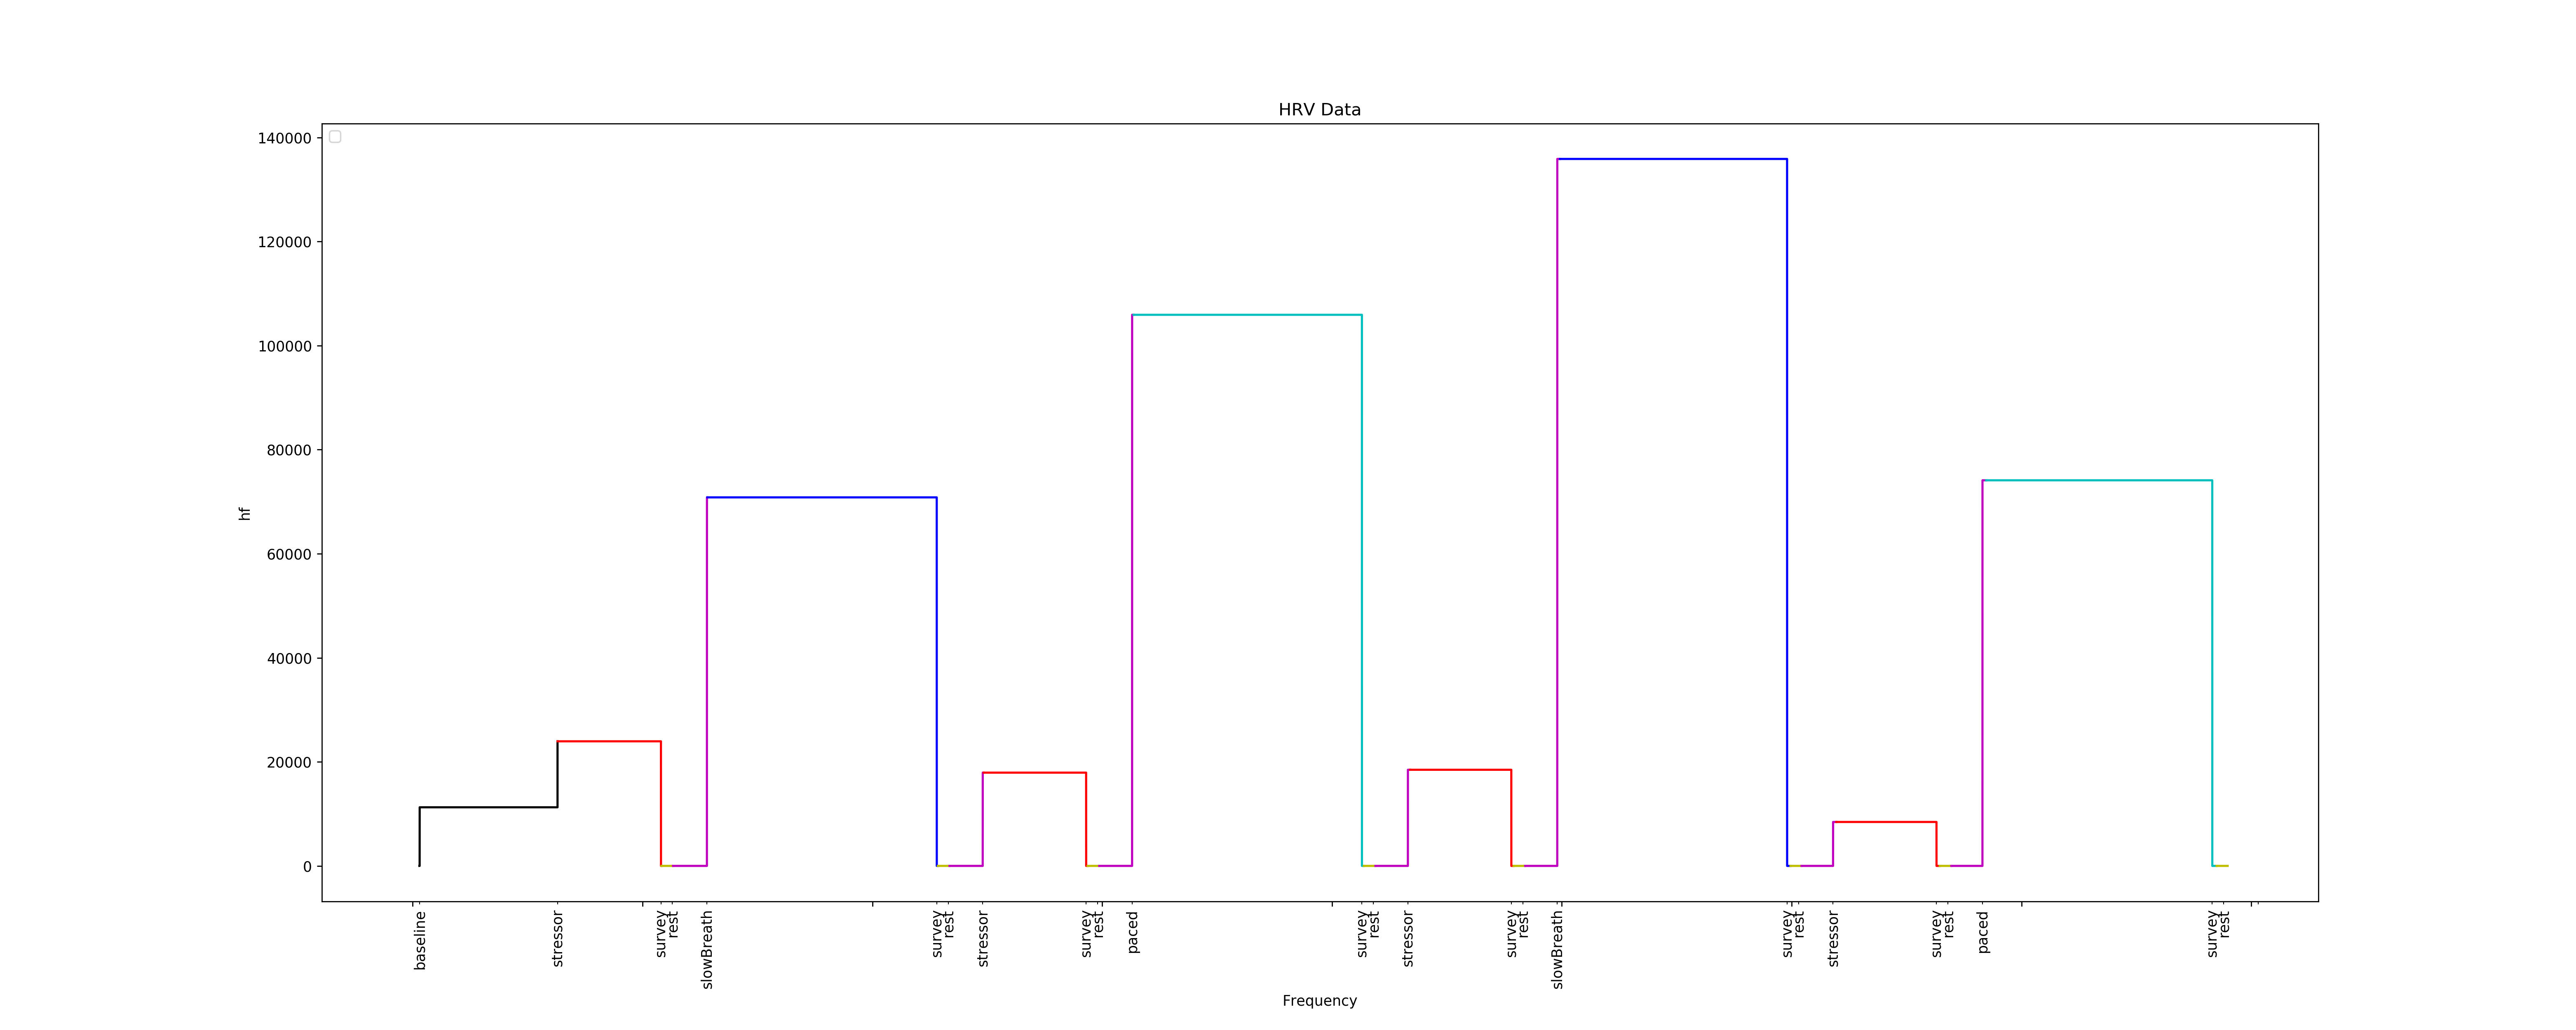 HRV Data
140000
120000
100000
80000
60000
40000
20000
0
hf
baseline
stressor
survey
rest
slowBreath
survey
rest
stressor
survey
rest
paced
survey
rest
stressor
survey
rest
slowBreath
survey
rest
stressor
survey
rest
paced
survey
rest
Frequency